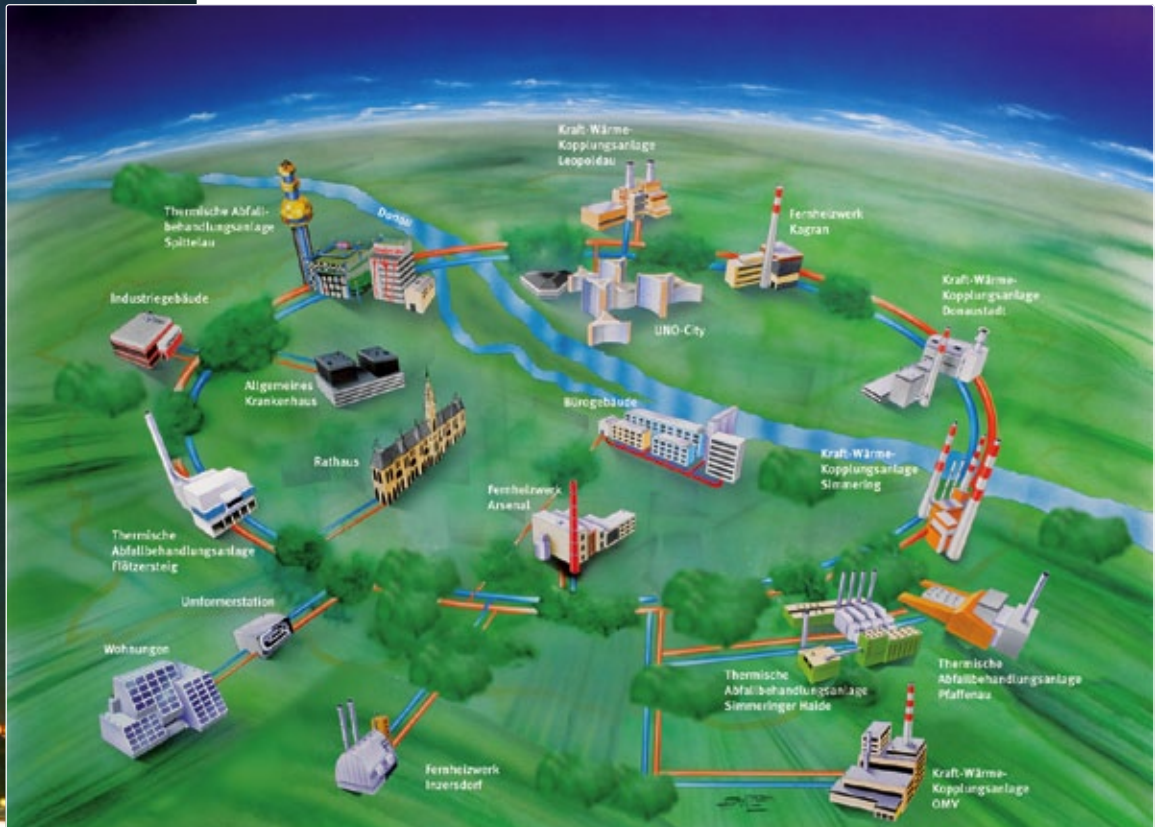 Kraft-Wärme-
Kopplungsanlage
Leopoldau
Thermische Abfall-
behandlungsanlage
Spittelau
Donau
Fernheizwerk
Kagran
Kraft-Wärme-
Kopplungsanlage
Donaustadt
Industriegebäude
UNO-City
Allgemeines
Krankenhaus
Bürogebäude
Rathaus
Kraft-Wärme-
Kopplungsanlage
Simmering
Fernheizwerk
Arsenal
Thermische
Abfallbehandlungsanlage
Flötzersteig
Umformerstation
Wohnungen
Thermische
Abfallbehandlungsanlage
Simmeringer Haide
Thermische
Abfallbehandlungsanlage
Pfaffenau
Fernheizwerk
Inzersdorf
Kraft-Wärme-
Kopplungsanlage
OMV